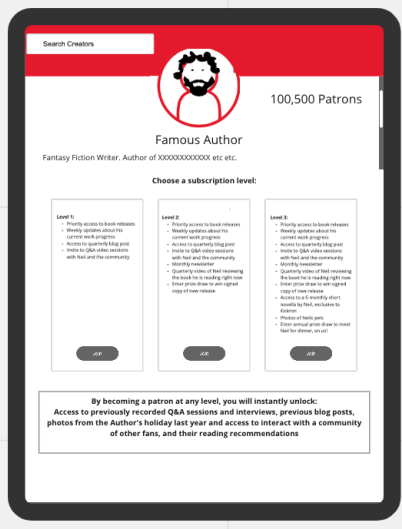 Search Creators
100,500 Patrons
Famous Author
Fantasy Fiction Writer. Author of XXXXXXXXXXXX etc etc.
Choose a subscription level:
Level 1:
Priority access to book releases
Weekly updates about his
current work progress
Access to quarterly blog post
Invite to Q&A video sessions
with Neil and the community
Join
Level 2:
Priority access to book releases
Weekly updates about his
current work progress
Access to quarterly blog post
Invite to Q&A video sessions
with Neil and the community
Monthly newsletter
Quarterly video of Neil reviewing
the book he is reading right now
Enter prize draw to win signed
copy of new release
Join
Level 3:
Priority access to book releases
Weekly updates about his
current work progress
Access to quarterly blog post
Invite to Q&A video sessions
with Neil and the community
Monthly newsletter
Quarterly video of Neil reviewing
the book he is reading right now
Enter prize draw to win signed
copy of new release
Access to a 6 monthly short
novella by Neil, exclusive to
Photos of Neils pets
Enter annual prize draw to meet
Neil for dinner, on us!
Join
By becoming a patron at any level, you will instantly unlock:
Access to previously recorded Q&A sessions and interviews, previous blog posts,
photos from the Author's holiday last year and access to interact with a community
of other fans, and their reading recommendations